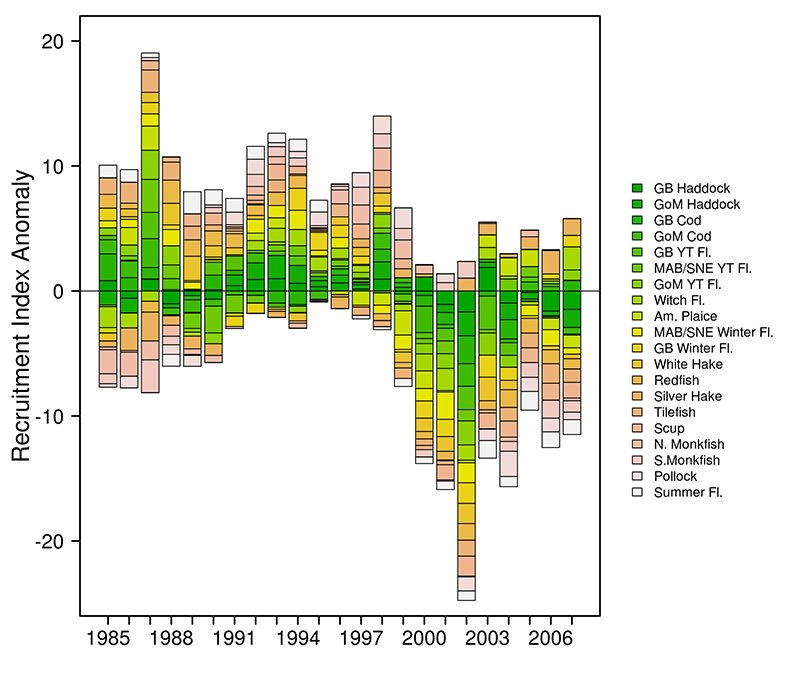 Recruitment Index Anomaly
20
10
0
-10
-20
1985 1988 1991 1994 1997 2000 2003 2006
GB Haddock
GoM Haddock
GB Cod
GoM Cod
GB YT Fl.
MAB/SNE YT Fl.
GoM YT Fl.
Witch Fl.
Am. Plaice
MAB/SNE Winter Fl.
GB Winter Fl.
White Hake
Redfish
Silver Hake
Tilefish
Scup
N. Monkfish
S.Monkfish
Pollock
Summer Fl.